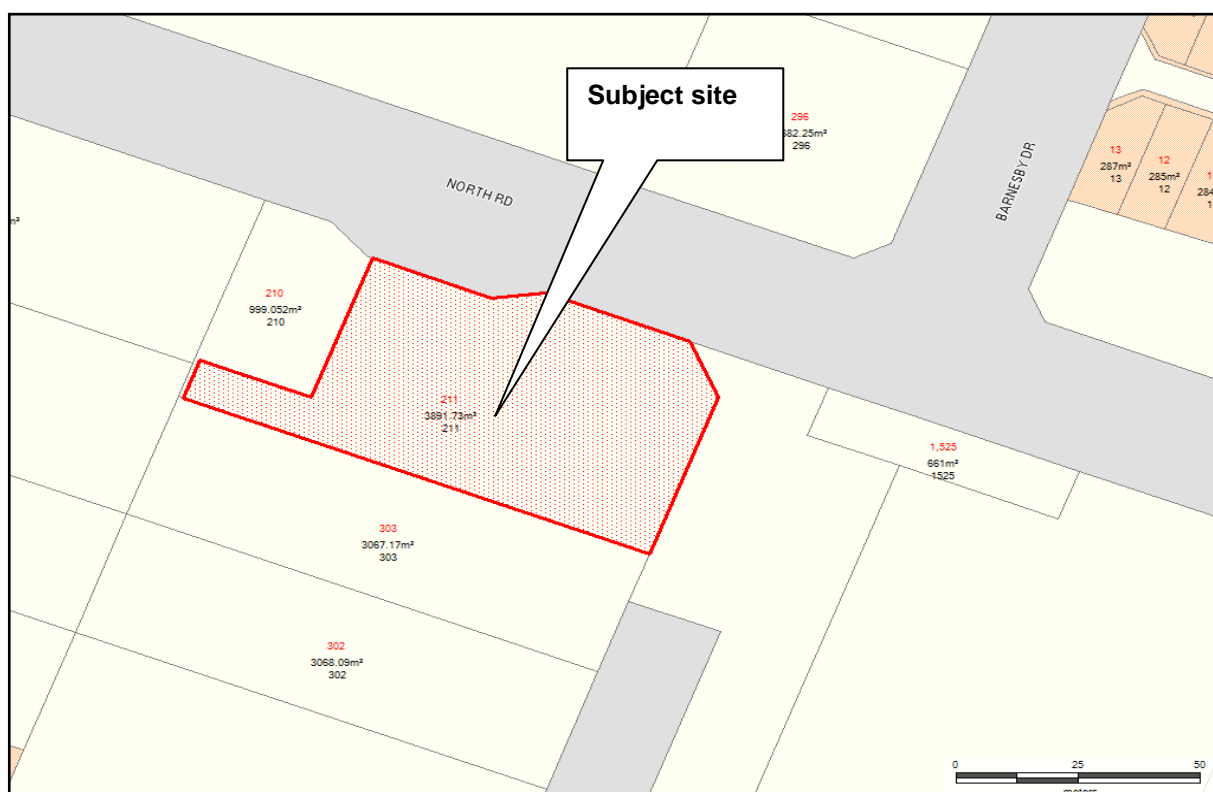 Subject site
296
682.25m²
296
BARNESBY DR
13
287m²
13
12
285m²
12
NORTH RD
210
999.052m²
210
211
3891.73m²
211
1,525
661m²
1525
303
3067.17m²
303
302
3068.09m²
302
0 25 50